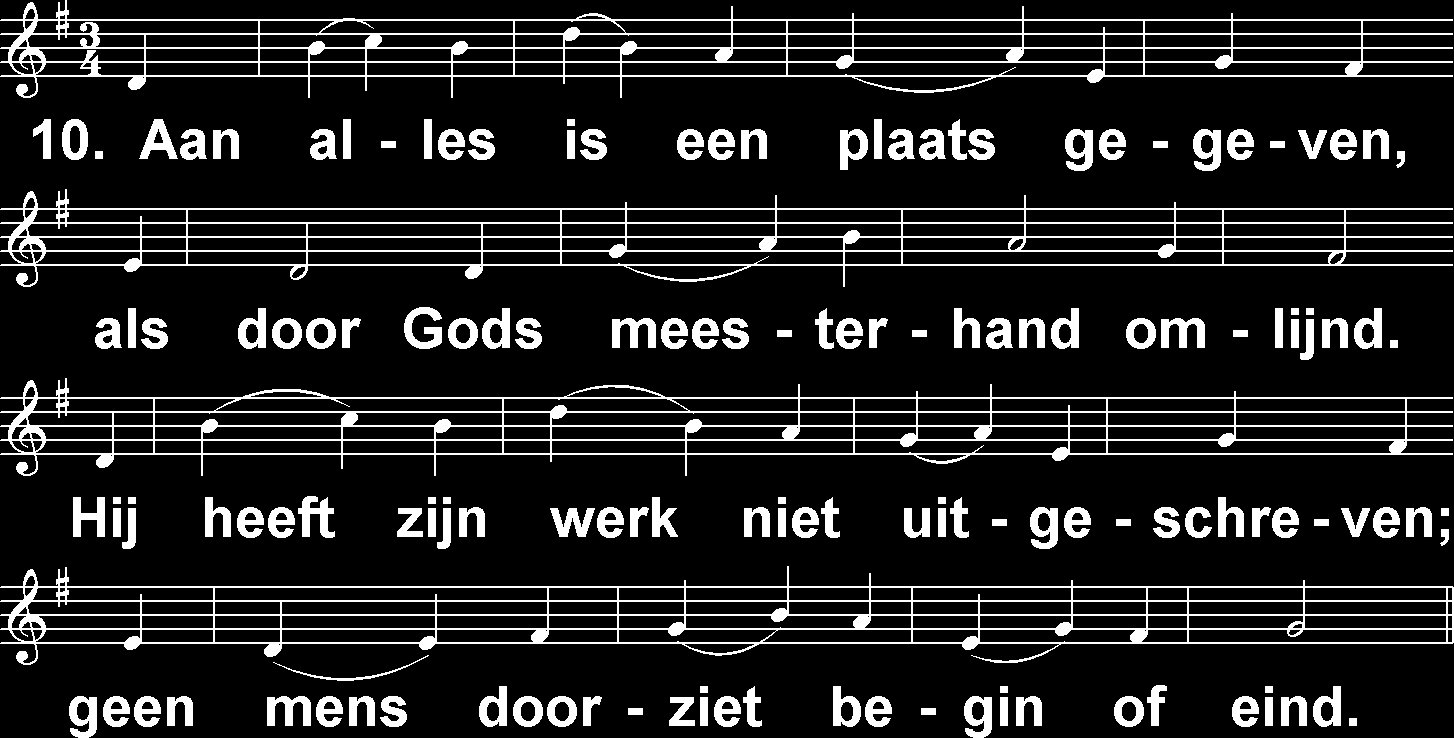 10. Aan al - les is een plaats ge - ge - ven,
als door Gods mees - ter - hand om - lijnd.
Hij heeft zijn werk niet uit - ge - schre - ven;
geen mens door - ziet be - gin of eind.